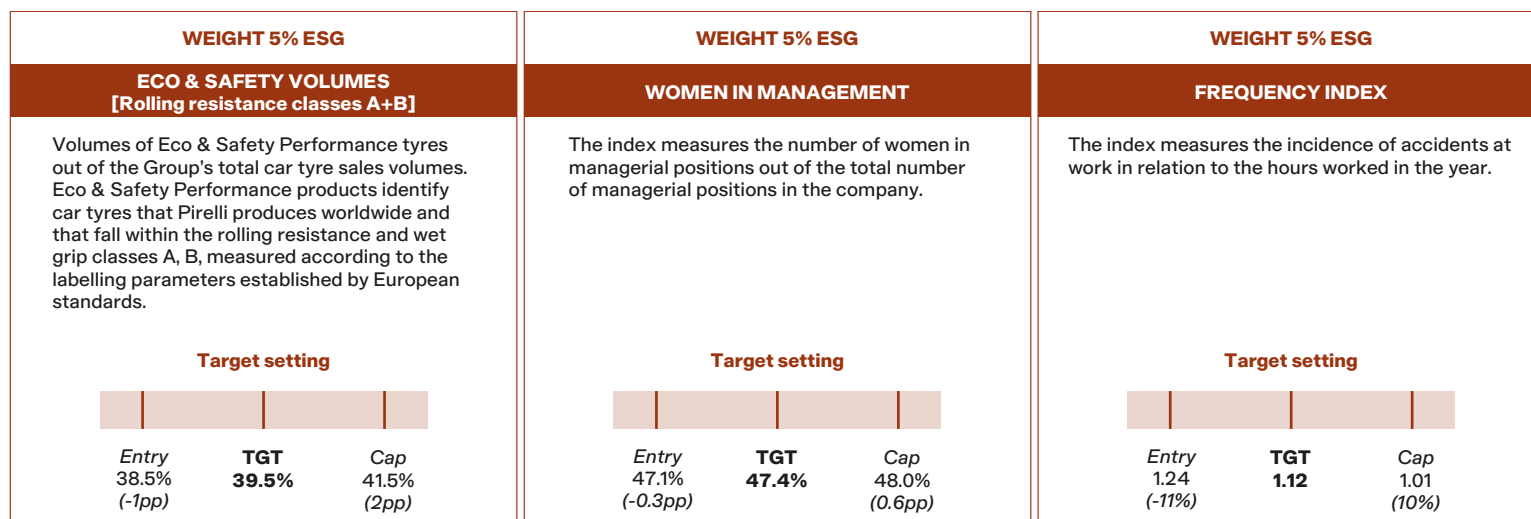 WEIGHT 5% ESG
ECO & SAFETY VOLUMES
[Rolling resistance classes A+B]
Volumes of Eco & Safety Performance tyres
out of the Group's total car tyre sales volumes.
Eco & Safety Performance products identify
car tyres that Pirelli produces worldwide and
that fall within the rolling resistance and wet
grip classes A, B, measured according to the
labelling parameters established by European
standards.
Target setting
Entry TGT Cap
38.5% 39.5% 41.5%
(-1pp) (2pp)
WEIGHT 5% ESG
WOMEN IN MANAGEMENT
The index measures the number of women in
managerial positions out of the total number
of managerial positions in the company.
Target setting
Entry TGT Cap
47.1% 47.4% 48.0%
(-0.3pp) (0.6pp)
WEIGHT 5% ESG
FREQUENCY INDEX
The index measures the incidence of accidents at
work in relation to the hours worked in the year.
Target setting
Entry TGT Cap
1.24 1.12 1.01
(-11%) (10%)